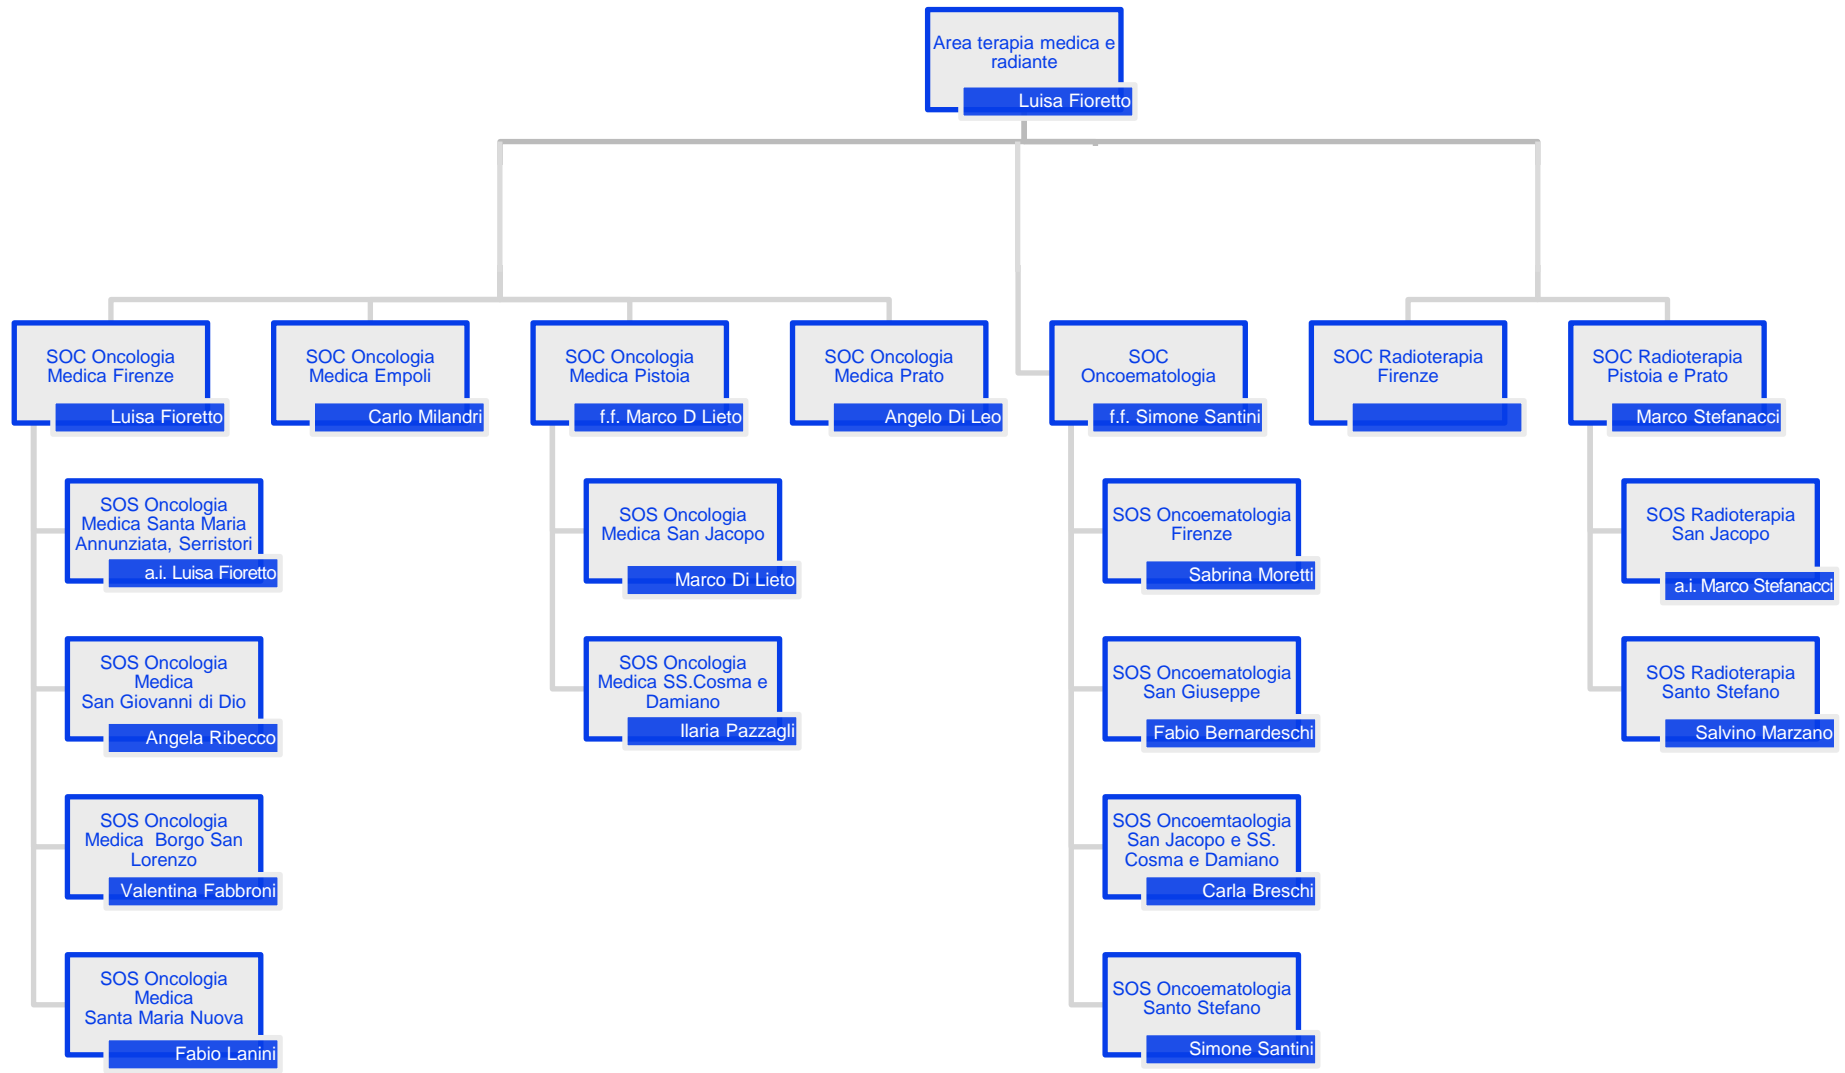 Area terapia medica e
radiante
Luisa Fioretto
SOC Oncologia
Medica Firenze
Luisa Fioretto
SOC Oncologia
Medica Empoli
Carlo Milandri
SOC Oncologia
Medica Pistoia
f.f. Marco D Lieto
SOC Oncologia
Medica Prato
Angelo Di Leo
SOC
Oncoematologia
f.f. Simone Santini
SOC Radioterapia
Firenze
SOC Radioterapia
Pistoia e Prato
Marco Stefanacci
SOS Oncologia
Medica Santa Maria
Annunziata, Serristori
a.i. Luisa Fioretto
SOS Oncologia
Medica
San Giovanni di Dio
Angela Ribecco
SOS Oncologia
Medica  Borgo San
Lorenzo
Valentina Fabbroni
SOS Oncologia
Medica
Santa Maria Nuova
Fabio Lanini
SOS Oncologia
Medica San Jacopo
Marco Di Lieto
SOS Oncologia
Medica SS.Cosma e
Damiano
Ilaria Pazzagli
SOS Oncoematologia
Firenze
Sabrina Moretti
SOS Oncoematologia
San Giuseppe
Fabio Bernardeschi
SOS Oncoemtaologia
San Jacopo e SS.
Cosma e Damiano
Carla Breschi
SOS Oncoematologia
Santo Stefano
Simone Santini
SOS Radioterapia
San Jacopo
a.i. Marco Stefanacci
SOS Radioterapia
Santo Stefano
Salvino Marzano